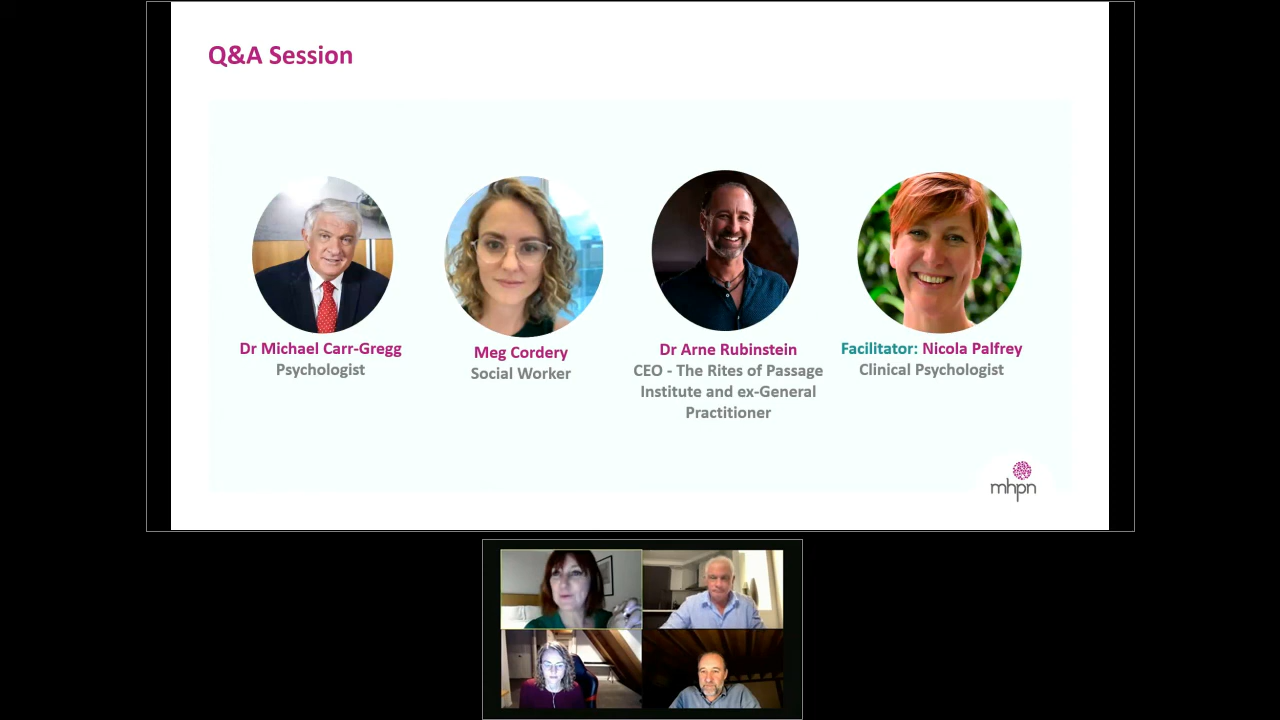 Q&A Session
Dr Michael Carr-Gregg
Psychologist
Meg Cordery
Social Worker
Dr Arne Rubinstein
CEO - The Rites of Passage
Institute and ex-General
Practitioner
Facilitator: Nicola Palfrey
Clinical Psychologist
mhpn